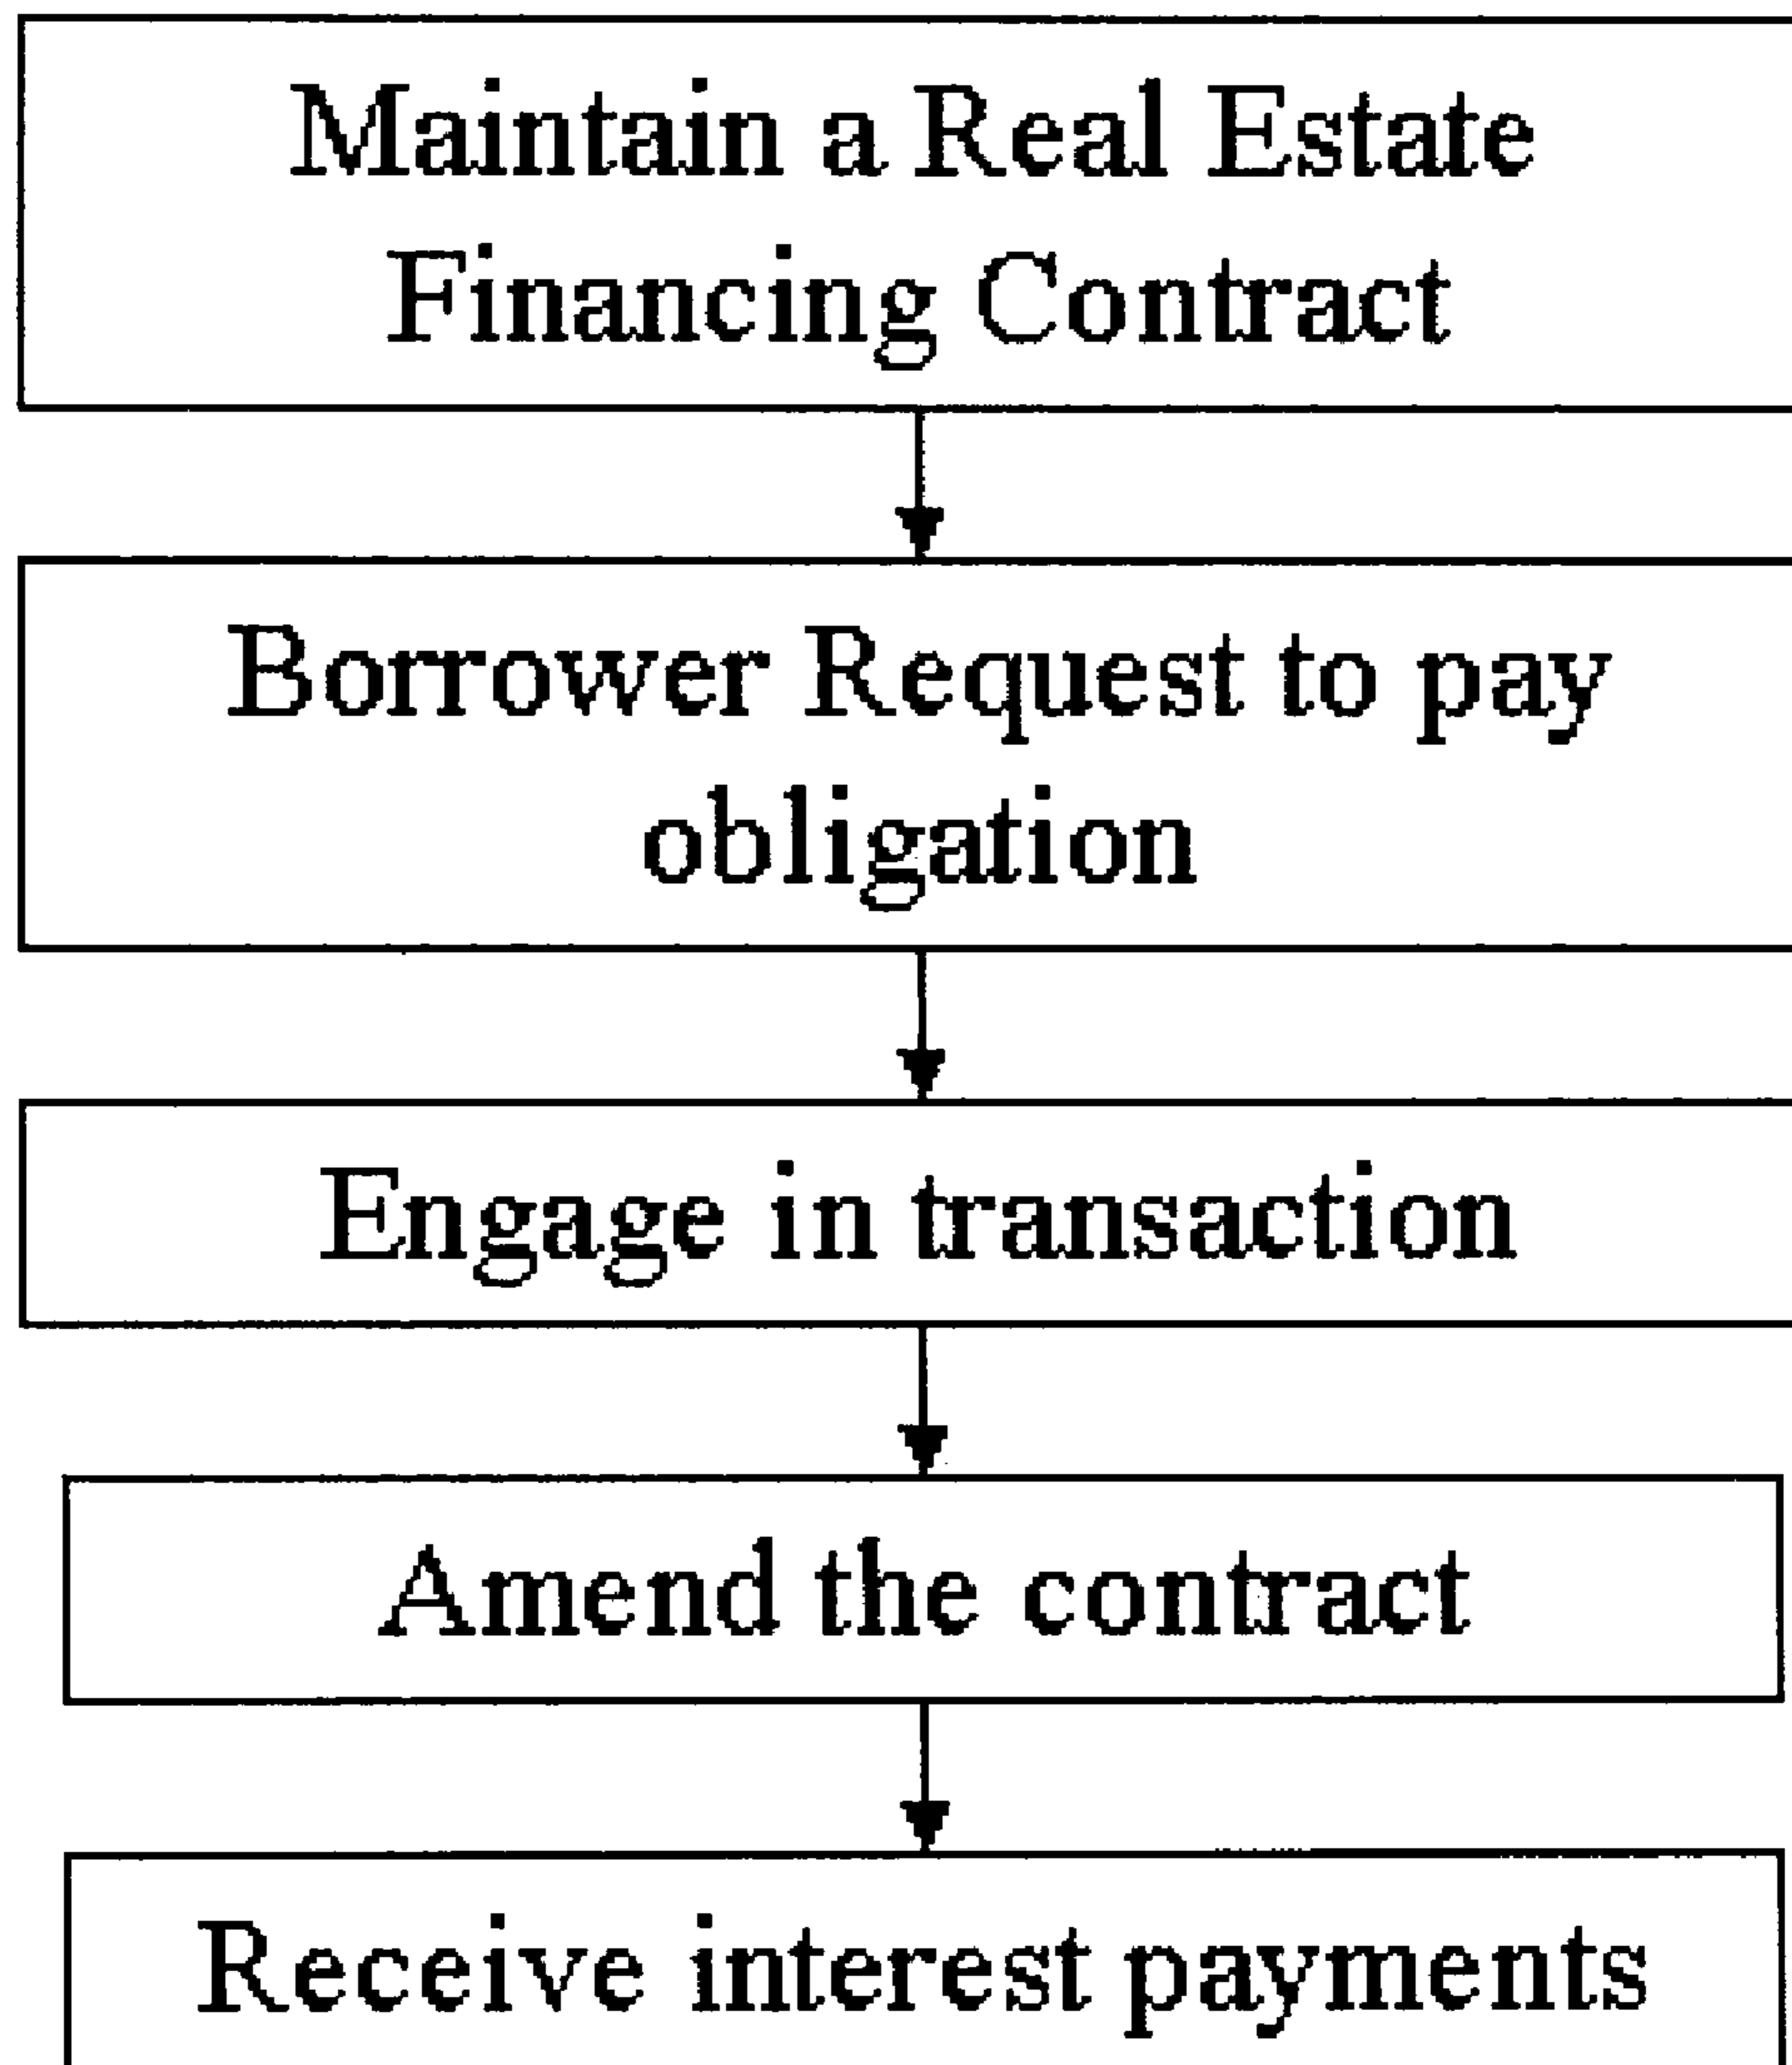 Maintain a Real Estate
Financing Contract
Borrower Request to pay
obligation
Engage in transaction
Amend the contract
Receive interest payments